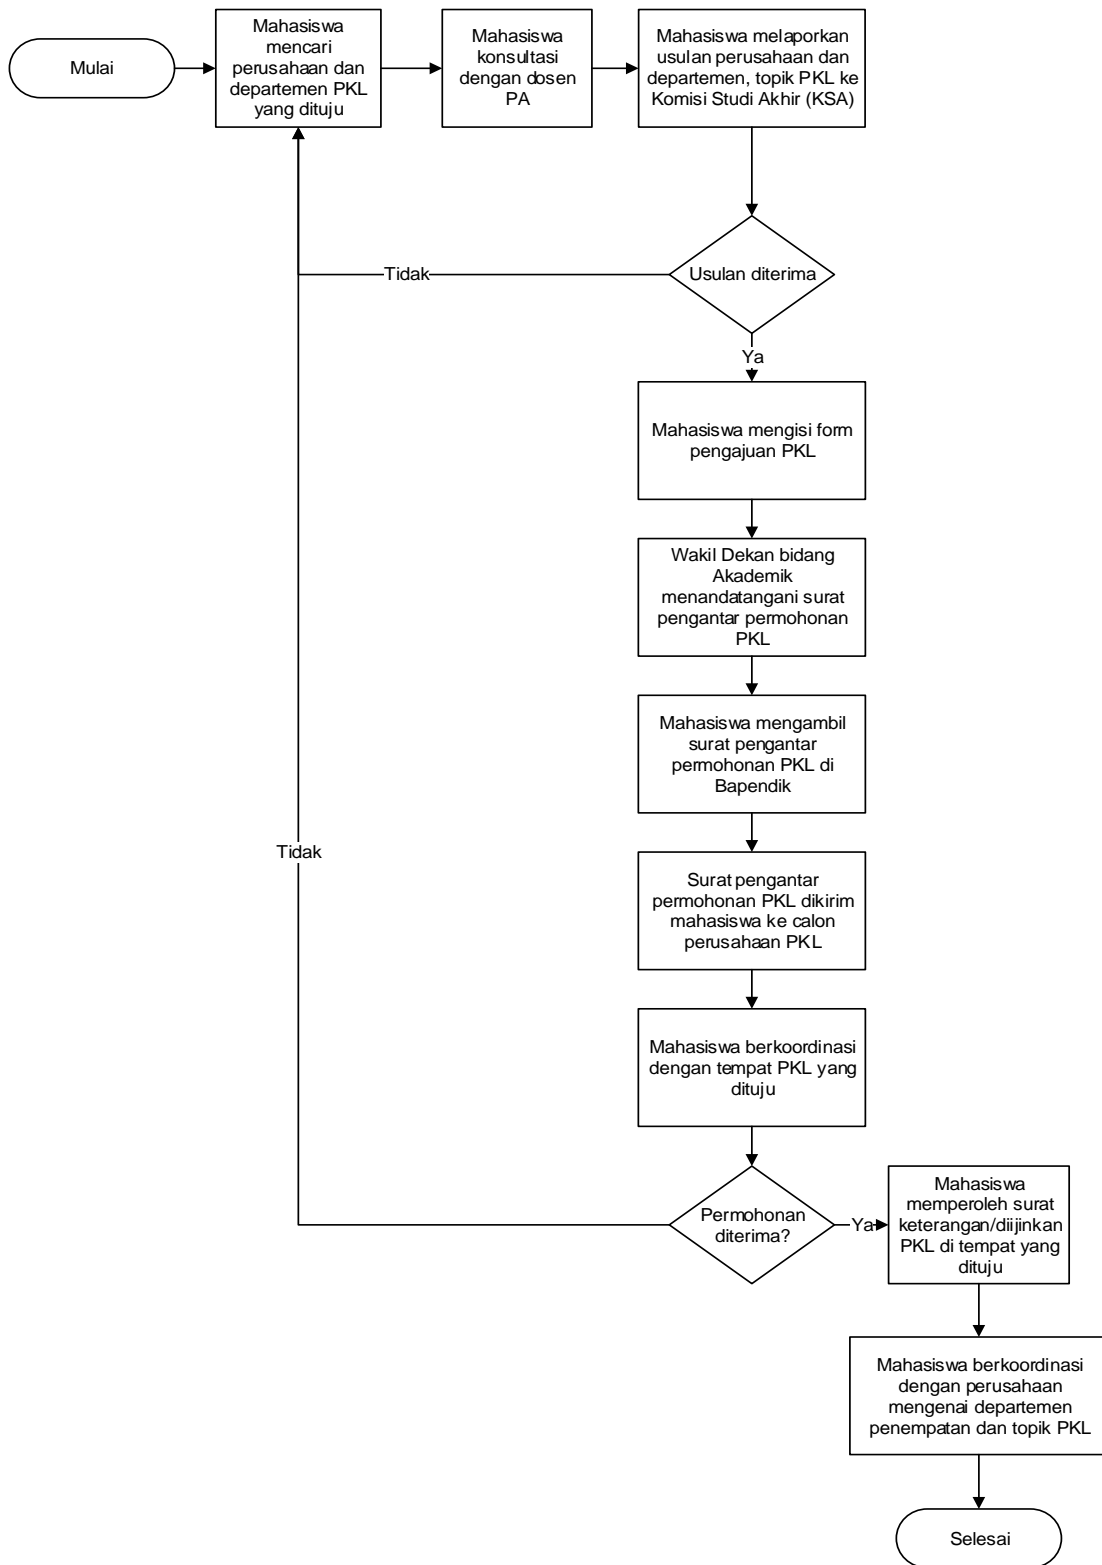 Mulai
Mahasiswa
mencari
perusahaan dan
departemen PKL
yang dituju
Mahasiswa
konsultasi
dengan dosen
PA
Mahasiswa melaporkan
usulan perusahaan dan
departemen, topik PKL ke
Komisi Studi Akhir (KSA)
Usulan diterima
Tidak
Ya
Mahasiswa mengisi form
pengajuan PKL
Wakil Dekan bidang
Akademik
menandatangani surat
pengantar permohonan
PKL
Mahasiswa mengambil
surat pengantar
permohonan PKL di
Bapendik
Surat pengantar
permohonan PKL dikirim
mahasiswa ke calon
perusahaan PKL
Mahasiswa berkoordinasi
dengan tempat PKL yang
dituju
Permohonan
diterima?
Tidak
Ya
Mahasiswa
memperoleh surat
keterangan/diijinkan
PKL di tempat yang
dituju
Mahasiswa berkoordinasi
dengan perusahaan
mengenai departemen
penempatan dan topik PKL
Selesai